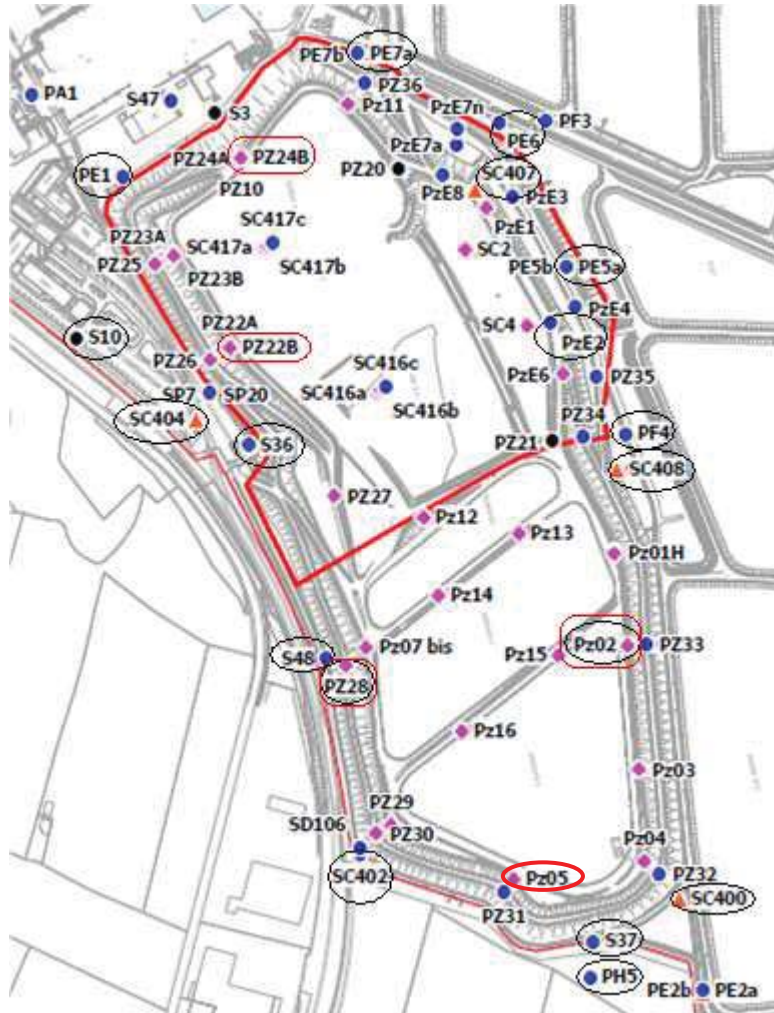 PE7b PE7a
PA1
S47
PZ36
Pz11
S3
PzE7n
PE6
PF3
PzE7a
PZ24A PZ24B
PZ20
PE1
PZ10
PzE8
SC407
PzE3
PzE1
SC417c
PZ23A
SC417a
SC2
PZ25
PZ23B
SC417b
PE5b PE5a
PzE4
PZ22A
SC4
S10
PZ22B
PzE2
PZ26
SC416c
PzE6
PZ35
SP7 SP20
SC416a
SC416b
SC404
PZ34
PF4
S36
PZ21
SC408
PZ27
Pz12
Pz13
Pz01H
Pz14
Pz07 bis
Pz02
PZ33
S48
Pz15
PZ28
Pz16
Pz03
PZ29
SD106
PZ30
Pz04
SC402
Pz05
PZ32
PZ31
SC400
S37
PH5
PE2b PE2a